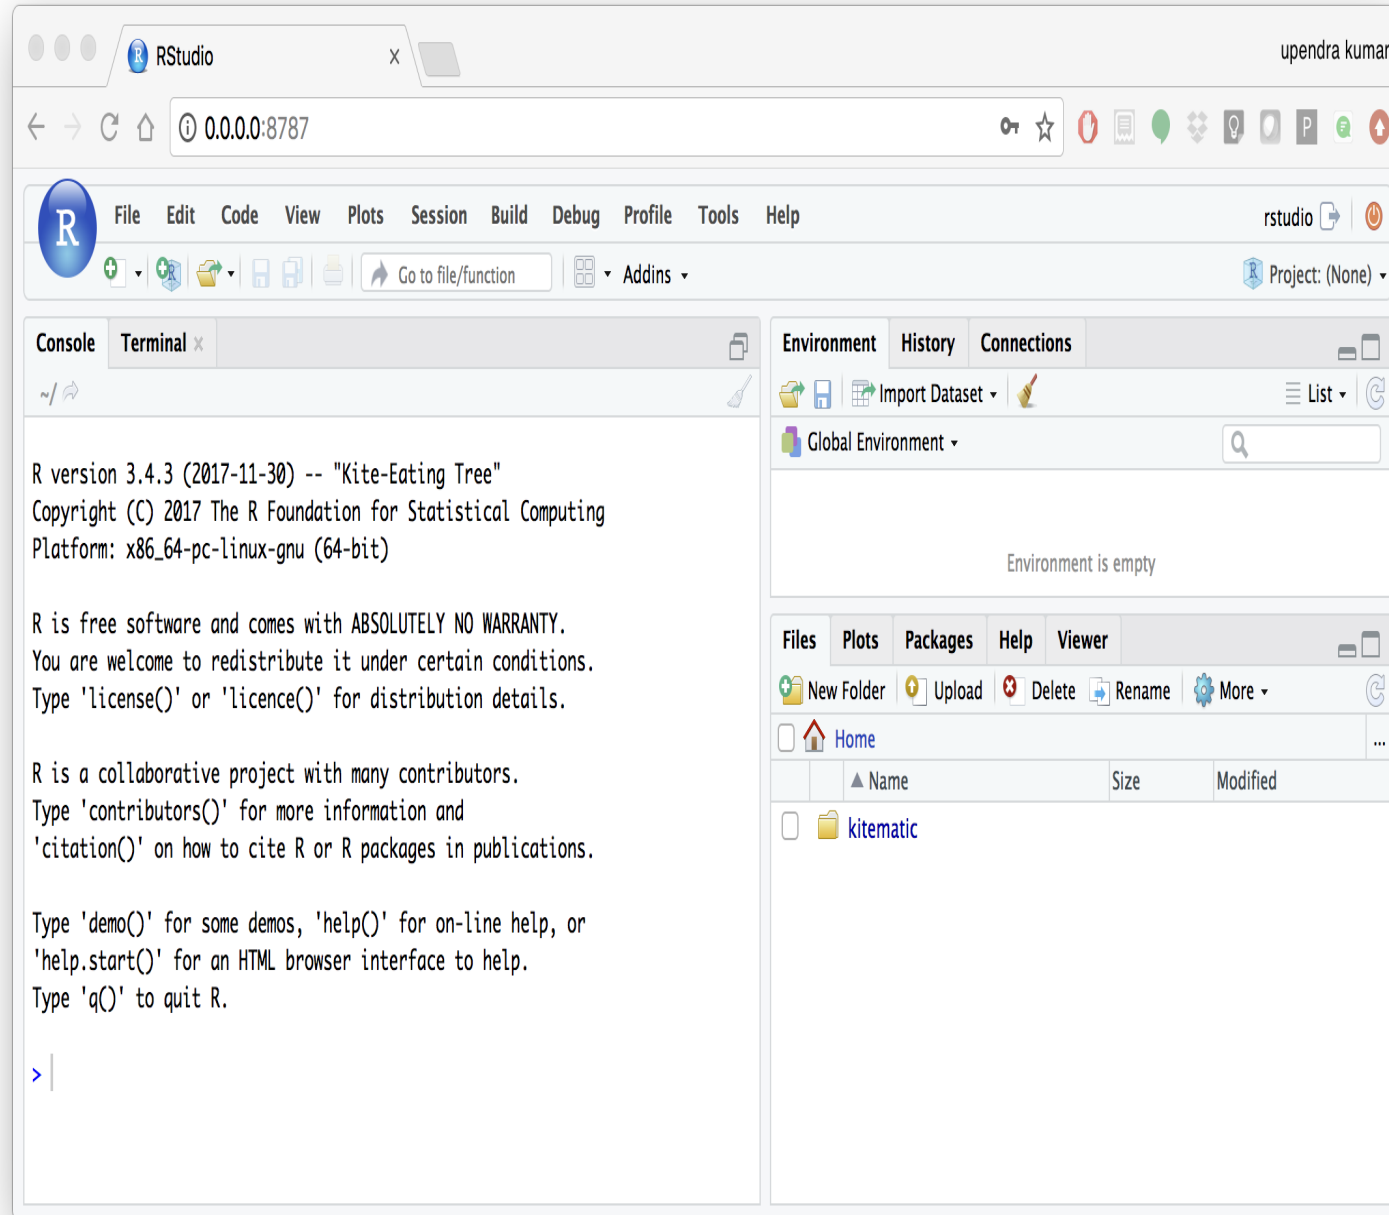 RStudio
upendra kumar
0.0.0.0:8787
P
R
File Edit Code View Plots Session Build Debug Profile Tools Help
rstudio
Go to file/function
Addins
R Project: (None)
Console Terminal
~/
R version 3.4.3 (2017-11-30) -- "Kite-Eating Tree"
Copyright (C) 2017 The R Foundation for Statistical Computing
Platform: x86_64-pc-linux-gnu (64-bit)
R is free software and comes with ABSOLUTELY NO WARRANTY.
You are welcome to redistribute it under certain conditions.
Type 'license()' or 'licence()' for distribution details.
R is a collaborative project with many contributors.
Type 'contributors()' for more information and
'citation()' on how to cite R or R packages in publications.
Type 'demo()' for some demos, 'help()' for on-line help, or
'help.start()' for an HTML browser interface to help.
Type 'q()' to quit R.
>
Environment History Connections
Import Dataset
List
Global Environment
Environment is empty
Files Plots Packages Help Viewer
New Folder Upload Delete Rename More
Home
...
Name Size Modified
kitematic